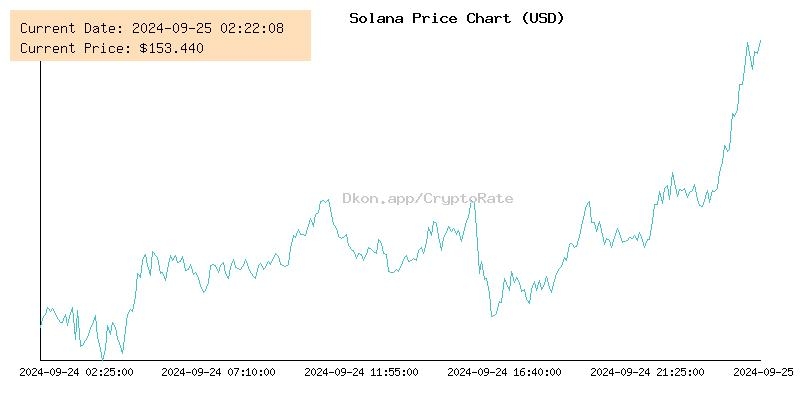 Solana Price Chart (USD)
Current Date: 2024-09-25 02:22:08
Current Price: $153.440
Dkon.app/CryptoRate
2024-09-24 02:25:00 2024-09-24 07:10:00 2024-09-24 11:55:00 2024-09-24 16:40:00 2024-09-24 21:25:00 2024-09-25